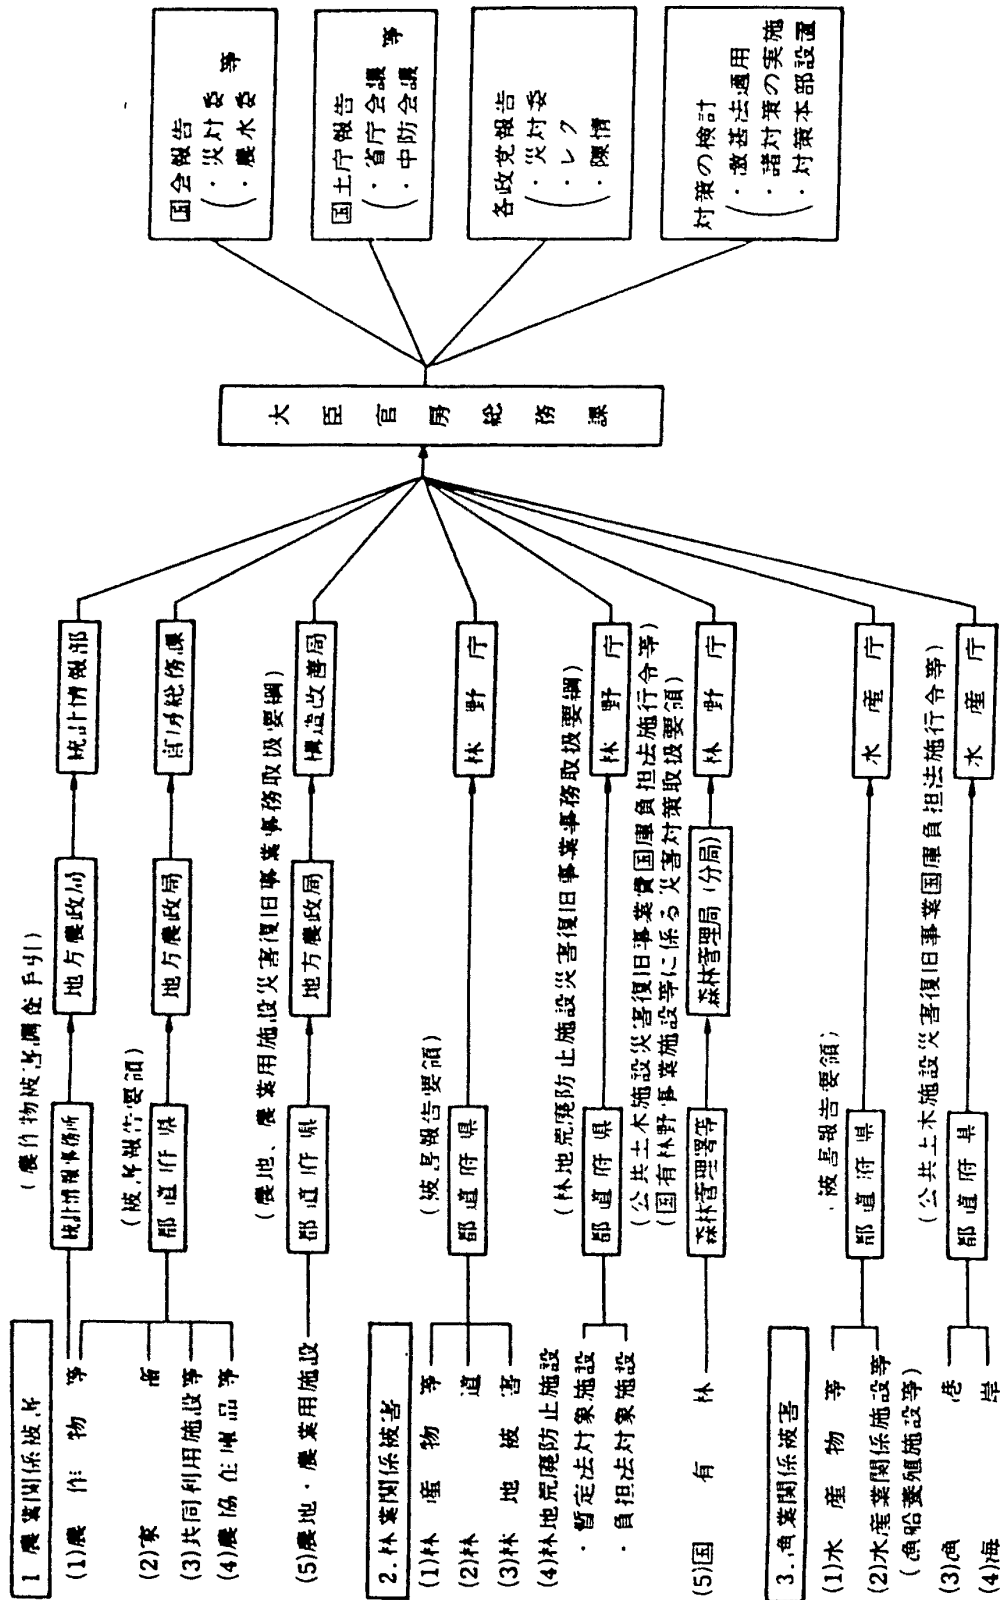 1 農業関係被害
(1)農作物等
(2)家畜
(3)共同利用施設等
(4)農協在庫品等
(5)農地・農業用施設
(農作物被害調査手引)
統計情報事務所
地方農政局
統計情報部
(被害報告要領)
都道府県
地方農政局
官房総務課
(農地、農業用施設災害復旧事業事務取扱要綱)
都道府県
地方農政局
構造改善局
2.林業関係被害
(1)林産物等
(2)林道
(3)林地被害
(4)林地荒廃防止施設
・暫定法対象施設
・負担法対象施設
(5)国有林
(被害報告要領)
都道府県
林野庁
(林地荒廃防止施設災害復旧事業事務取扱要綱)
都道府県
林野庁
(公共土木施設災害復旧事業費国庫負担法施行令等)
(国有林野事業施設等に係る災害対策取扱要領)
森林管理署等
森林管理局(分局)
林野庁
3.漁業関係被害
(1)水産物等
(2)水産業関係施設等
(漁船養殖施設等)
(3)漁港
(4)海岸
被害報告要領)
都道府県
水産庁
(公共土木施設災害復旧事業国庫負担法施行令等)
都道府県
水産庁
大臣官房総務課
国会報告
(・災対委
・農水委 等
国土庁報告
(・省庁会議
・中防会議 等
各政党報告
(・災対委
・レク
・陳情
対策の検討
(・激甚法適用
・諸対策の実施
・対策本部設置